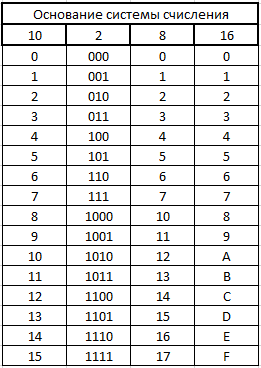 Основание системы счисления
10 2 8 16
0 000 0 0
1 001 1 1
2 010 2 2
3 011 3 3
4 100 4 4
5 101 5 5
6 110 6 6
7 111 7 7
8 1000 10 8
9 1001 11 9
10 1010 12 A
11 1011 13 B
12 1100 14 C
13 1101 15 D
14 1110 16 E
15 1111 17 F